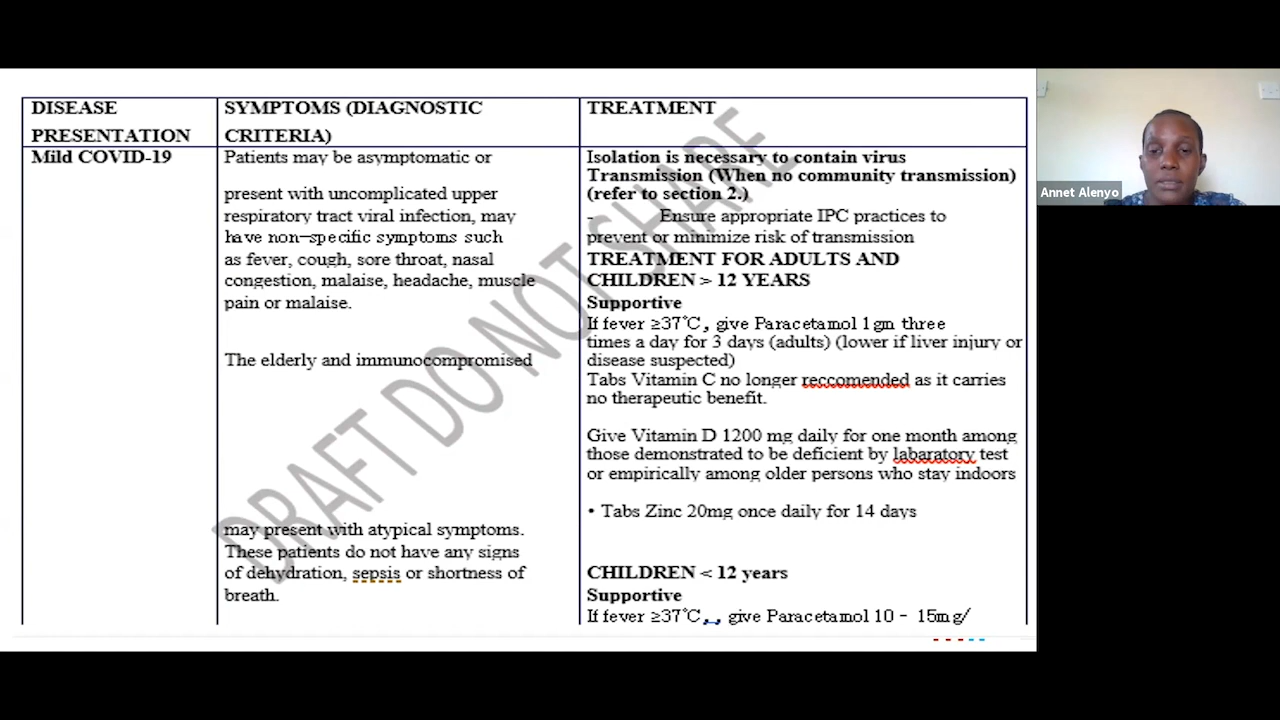 DISEASE
PRESENTATION
SYMPTOMS (DIAGNOSTIC
CRITERIA)
TREATMENT
Mild COVID-19
Patients may be asymptomatic or
present with uncomplicated upper
respiratory tract viral infection, may
have non-specific symptoms such
as fever, cough, sore throat, nasal
congestion, malaise, headache, muscle
pain or malaise.
The elderly and immunocompromised
may present with atypical symptoms.
These patients do not have any signs
of dehydration, sepsis or shortness of
breath.
Isolation is necessary to contain virus
Transmission (When no community transmission)
(refer to section 2.)
- Ensure appropriate IPC practices to
prevent or minimize risk of transmission
TREATMENT FOR ADULTS AND
CHILDREN > 12 YEARS
Supportive
If fever ≥37°C, give Paracetamol 1gm three
times a day for 3 days (adults) (lower if liver injury or
disease suspected)
Tabs Vitamin C no longer reccomended as it carries
no therapeutic benefit.
Give Vitamin D 1200 mg daily for one month among
those demonstrated to be deficient by labaratory test
or empirically among older persons who stay indoors
• Tabs Zinc 20mg once daily for 14 days
CHILDREN < 12 years
Supportive
If fever ≥37°C,, give Paracetamol 10 – 15mg/
DRAFT DO NOT SHARE
Annet Alenyo